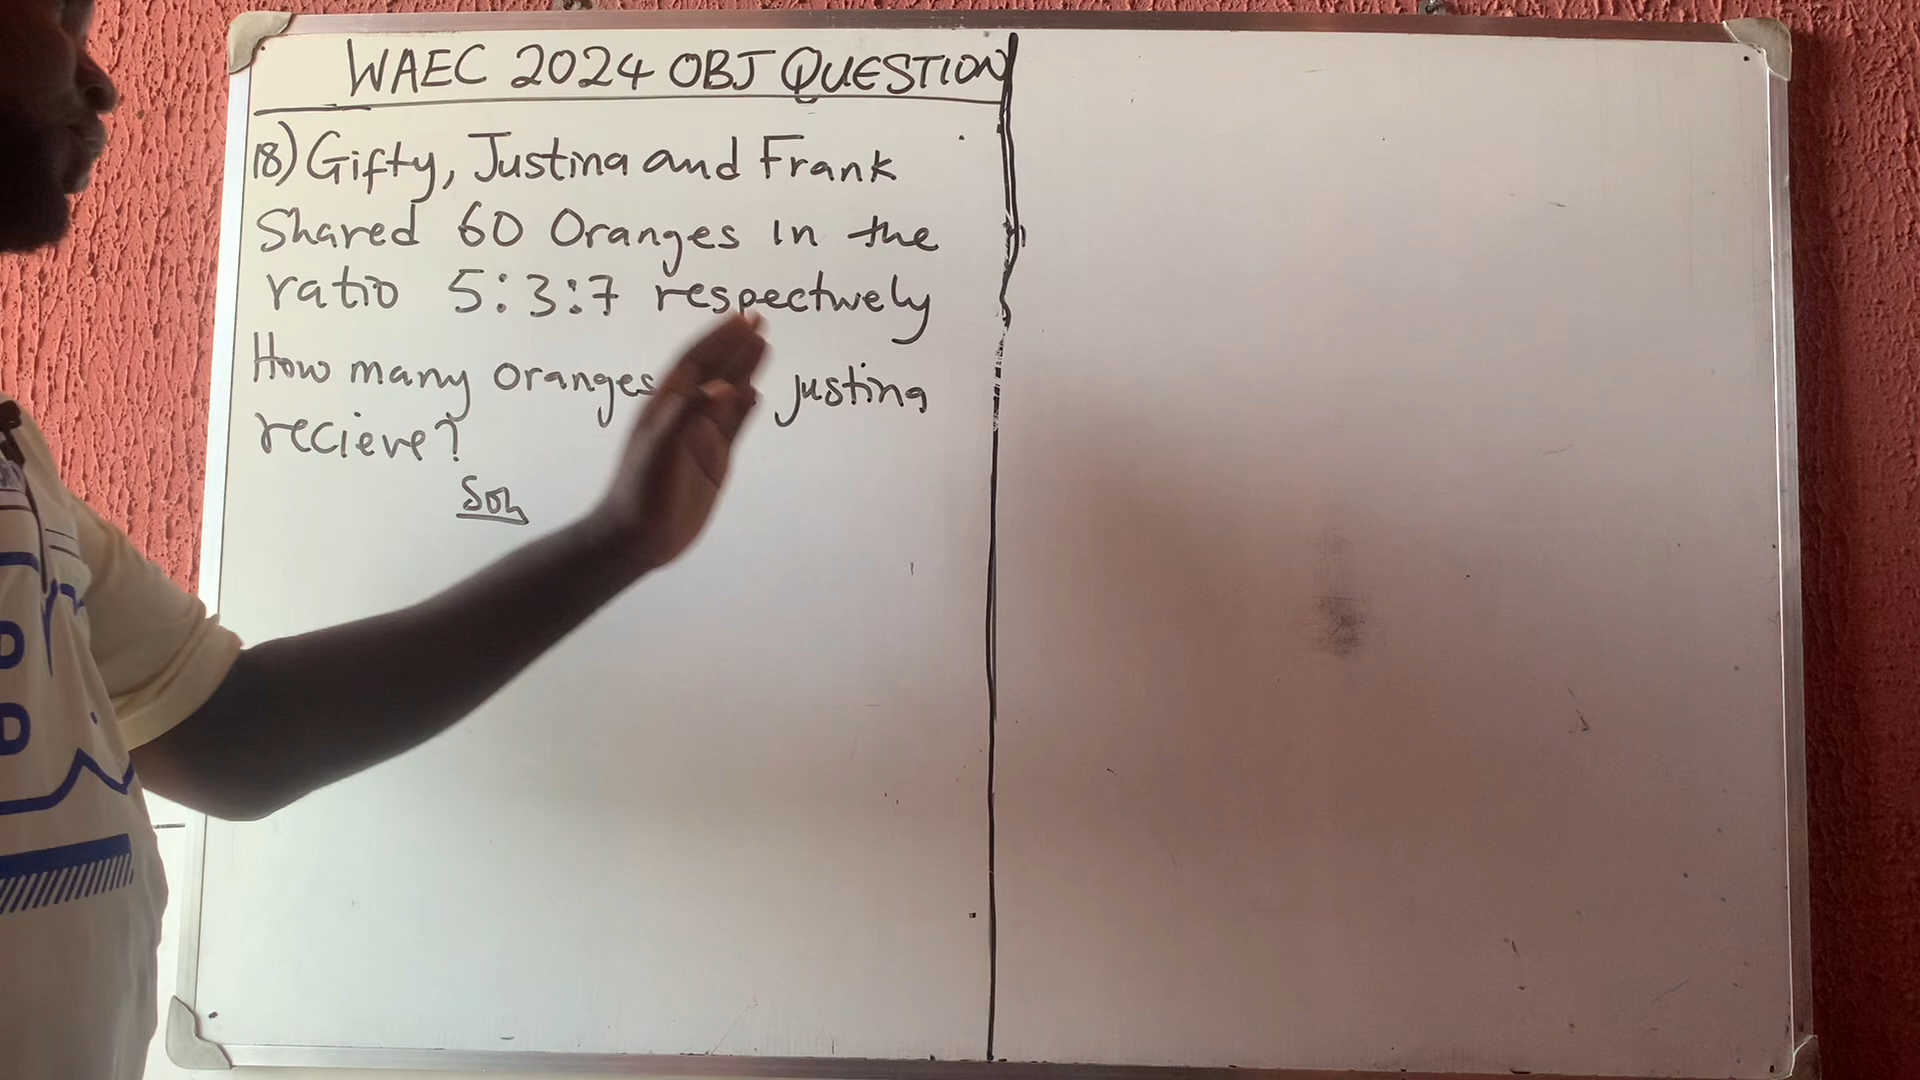 WAEC 2024 OBJ QUESTION
18) Gifty, Justina and Frank
Shared 60 Oranges in the
ratio 5:3:7 respectively
How many oranges justina
recieve?
Soln